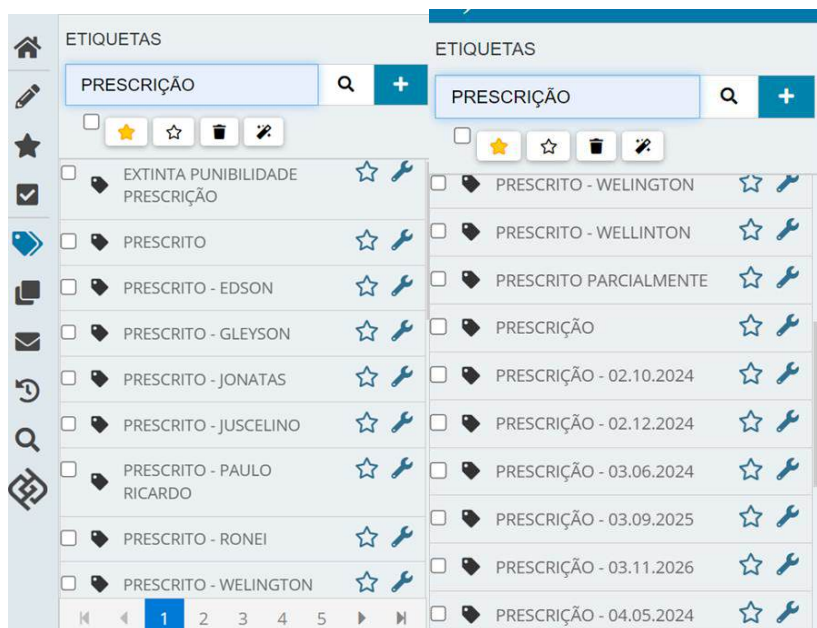 ETIQUETAS
PRESCRIÇÃO
EXTINTA PUNIBILIDADE
PRESCRIÇÃO
PRESCRITO
PRESCRITO - EDSON
PRESCRITO - GLEYSON
PRESCRITO - JONATAS
PRESCRITO - JUSCELINO
PRESCRITO - PAULO
RICARDO
PRESCRITO - RONEI
PRESCRITO - WELINGTON
1 2 3 4 5
ETIQUETAS
PRESCRIÇÃO
PRESCRITO - WELINGTON
PRESCRITO - WELLINTON
PRESCRITO PARCIALMENTE
PRESCRIÇÃO
PRESCRIÇÃO - 02.10.2024
PRESCRIÇÃO - 02.12.2024
PRESCRIÇÃO - 03.06.2024
PRESCRIÇÃO - 03.09.2025
PRESCRIÇÃO - 03.11.2026
PRESCRIÇÃO - 04.05.2024